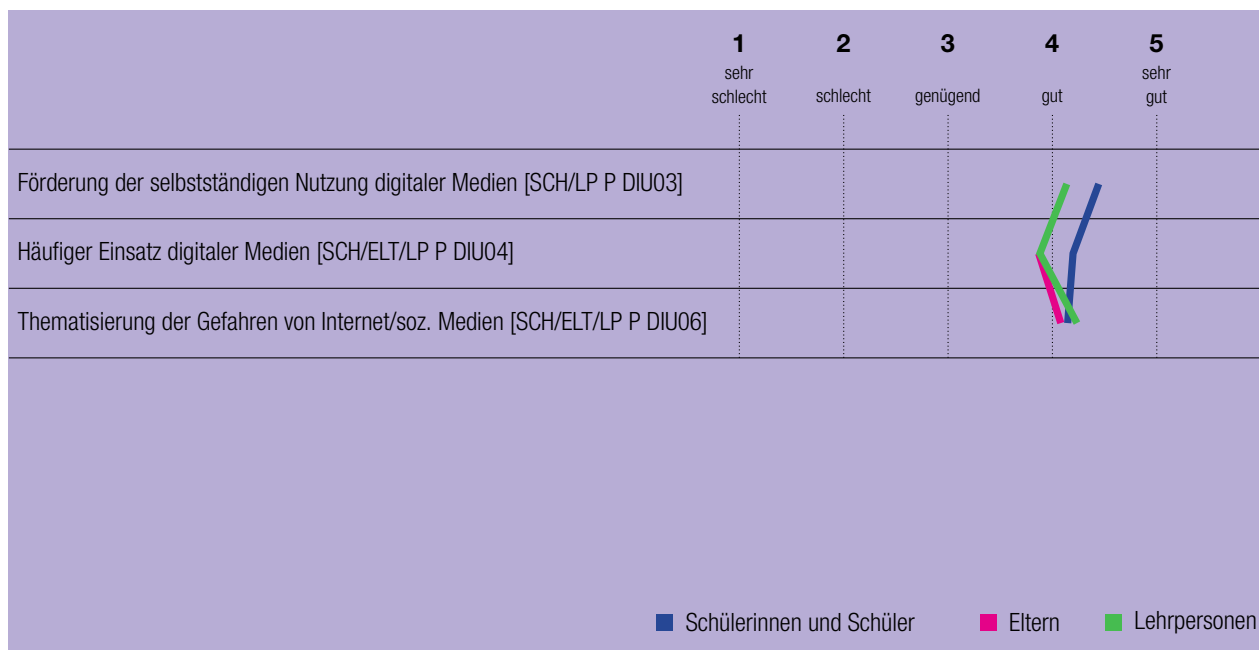 1 2 3 4 5
sehr schlecht schlecht genügend gut sehr gut
Förderung der selbstständigen Nutzung digitaler Medien [SCH/LP P DIU03]
Häufiger Einsatz digitaler Medien [SCH/ELT/LP P DIU04]
Thematisierung der Gefahren von Internet/soz. Medien [SCH/ELT/LP P DIU06]
Schülerinnen und Schüler Eltern Lehrpersonen